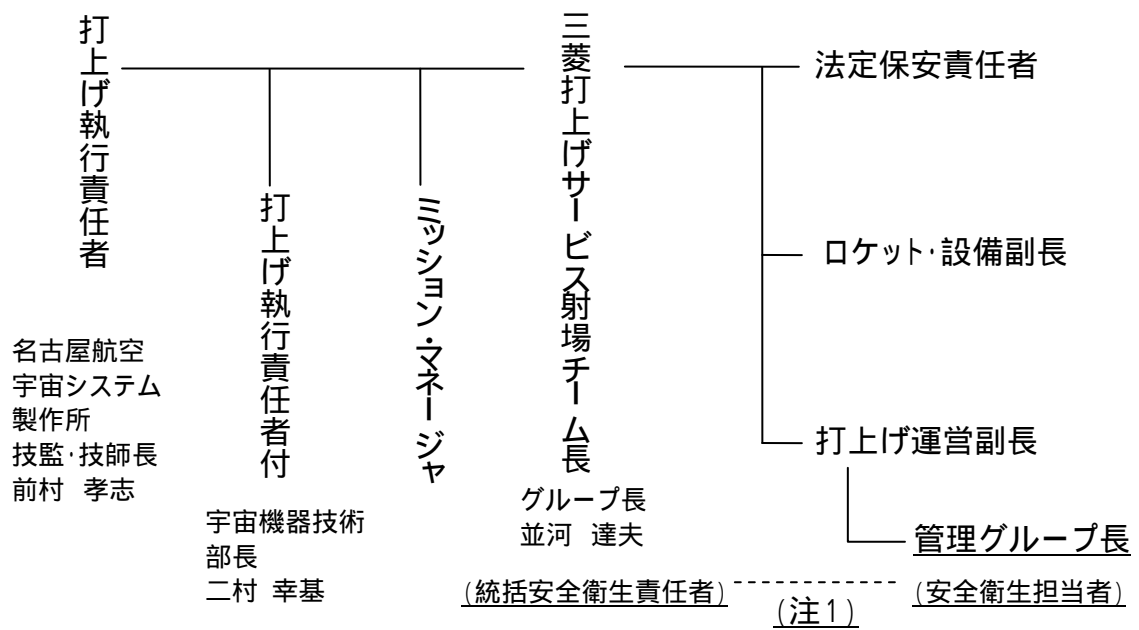 打上げ執行責任者
名古屋航空
宇宙システム
製作所
技監・技師長
前村 孝志
打上げ執行責任者付
宇宙機器技術
部長
二村 幸基
ミッション・マネージャ
三菱打上げサービス射場チーム長
グループ長
並河 達夫
(統括安全衛生責任者)
(注1)
法定保安責任者
ロケット・設備副長
打上げ運営副長
管理グループ長
(安全衛生担当者)